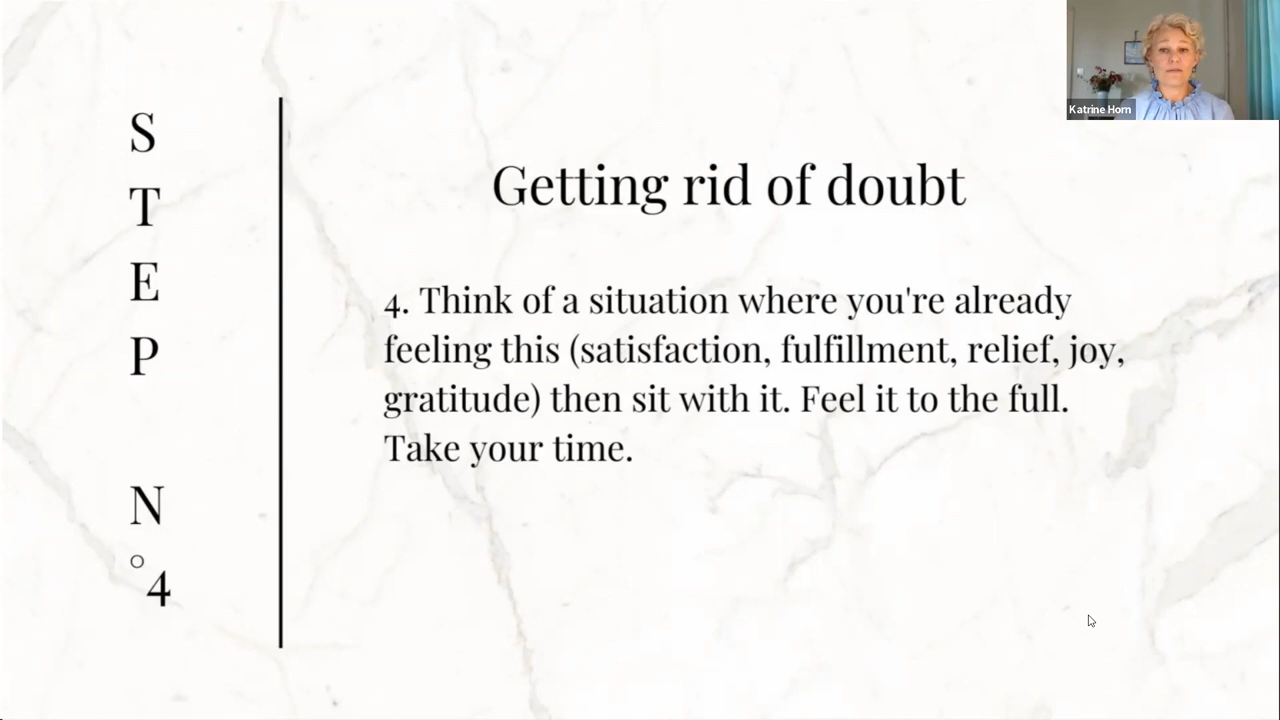 S
T
E
P
N
°4
Getting rid of doubt
4. Think of a situation where you're already
feeling this (satisfaction, fulfillment, relief, joy,
gratitude) then sit with it. Feel it to the full.
Take your time.
Katrine Horn